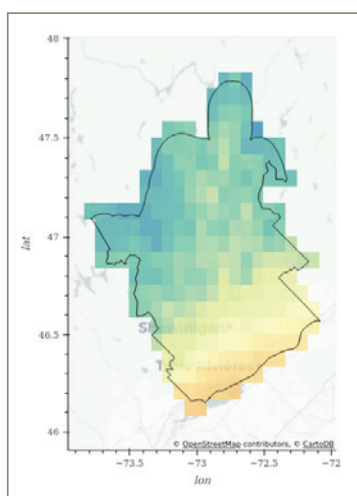 48
47.5
47
lat
46.5
Shawinigan
Trois-Rivières
46
© OpenStreetMap contributors, © CartoDB
−73.5
−73
−72.5
−72
lon